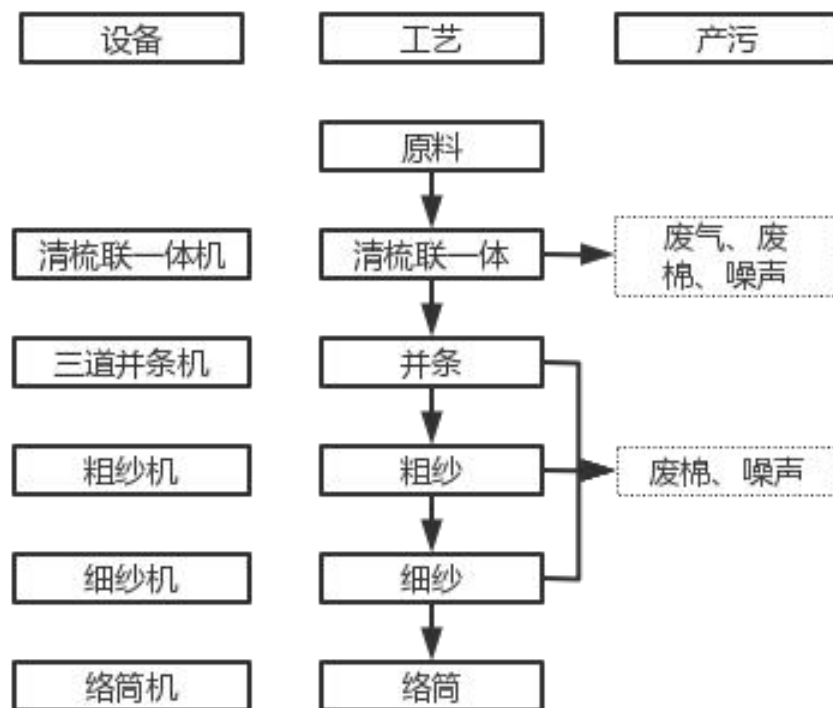 设备
工艺
产污
原料
清梳联一体机
清梳联一体
废气、废
棉、噪声
三道并条机
并条
粗纱机
粗纱
废棉、噪声
细纱机
细纱
络筒机
络筒